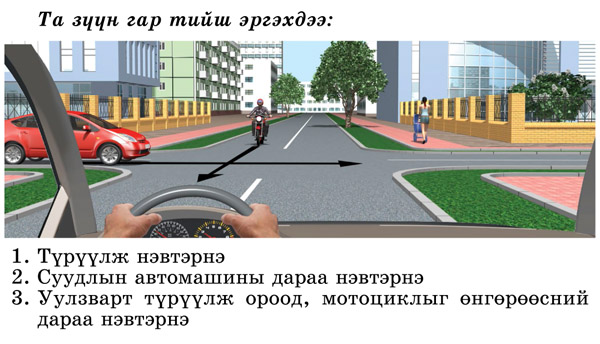 Та зүүн гар тийш эргэхдээ:
1. Түрүүлж нэвтэрнэ
2. Суудлын автомашины дараа нэвтэрнэ
3. Уулзварт түрүүлж ороод, мотоциклыг өнгөрөөсний
дараа нэвтэрнэ